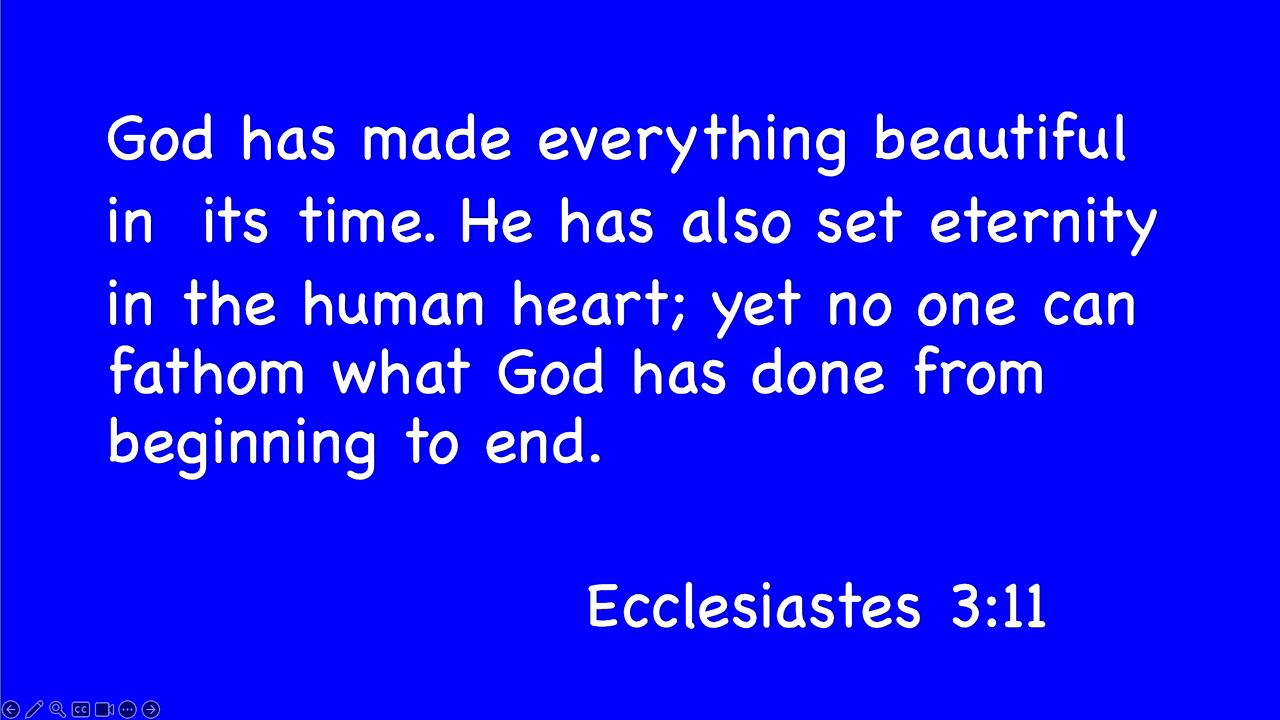 God has made everything beautiful
in its time. He has also set eternity
in the human heart; yet no one can
fathom what God has done from
beginning to end.
Ecclesiastes 3:11
CC